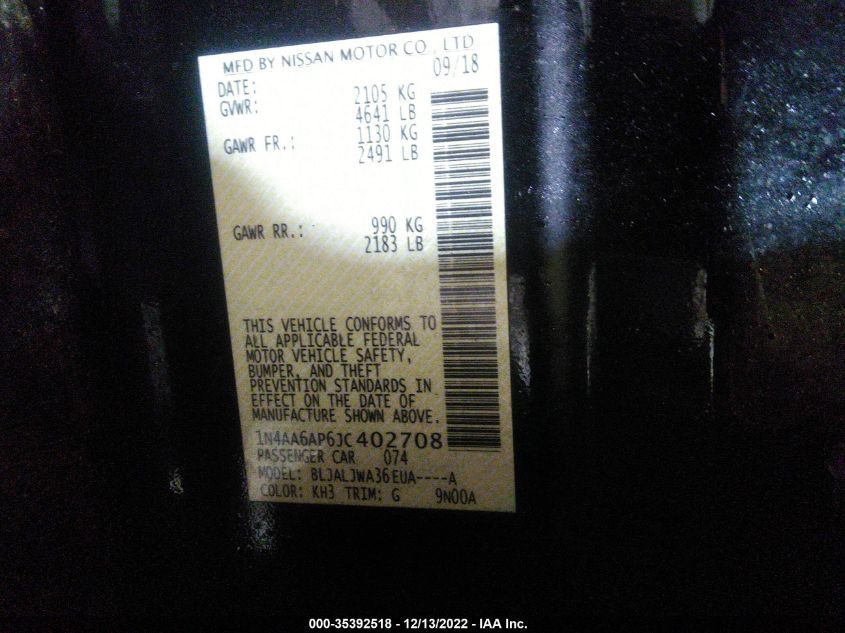 MFD BY NISSAN MOTOR CO., LTD
DATE: 09/18
GVWR: 2105 KG
4641 LB
GAWR FR.: 1130 KG
2491 LB
GAWR RR.: 990 KG
2183 LB
THIS VEHICLE CONFORMS TO
ALL APPLICABLE FEDERAL
MOTOR VEHICLE SAFETY,
BUMPER, AND THEFT
PREVENTION STANDARDS IN
EFFECT ON THE DATE OF
MANUFACTURE SHOWN ABOVE.
1N4AA6AP6JC402708
PASSENGER CAR 074
MODEL: BLJALJWA36EUA----A
COLOR: KH3 TRIM: G 9N00A
000-35392518 - 12/13/2022 - IAA Inc.